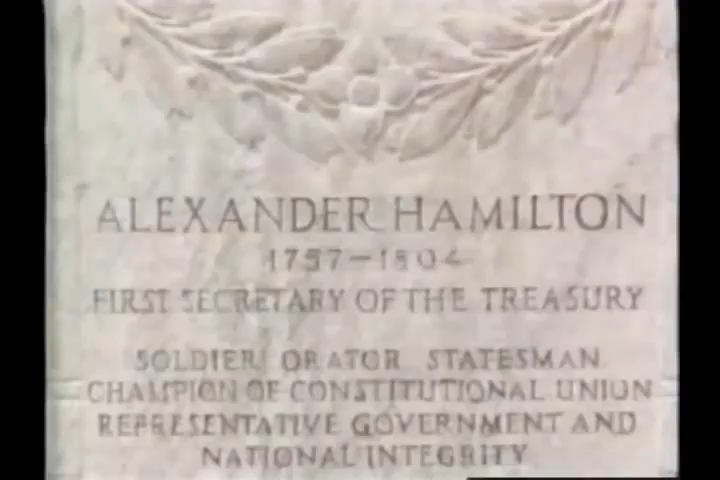 ALEXANDER HAMILTON
1757–1804
FIRST SECRETARY OF THE TREASURY
SOLDIER ORATOR STATESMAN
CHAMPION OF CONSTITUTIONAL UNION
REPRESENTATIVE GOVERNMENT AND
NATIONAL INTEGRITY